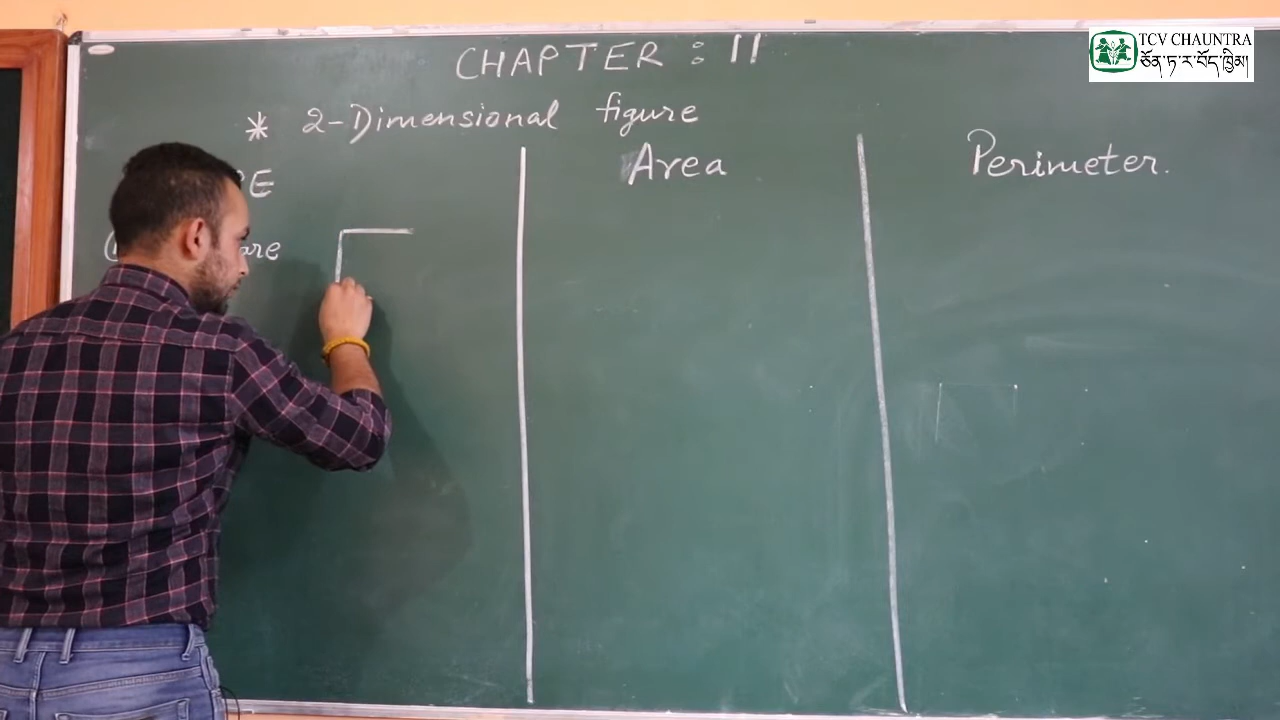 CHAPTER : 11
* 2-Dimensional figure
Area
Perimeter.
TCV CHAUNTRA
ཅོན་ཏ་ར་བོད་ཁྱིམ།